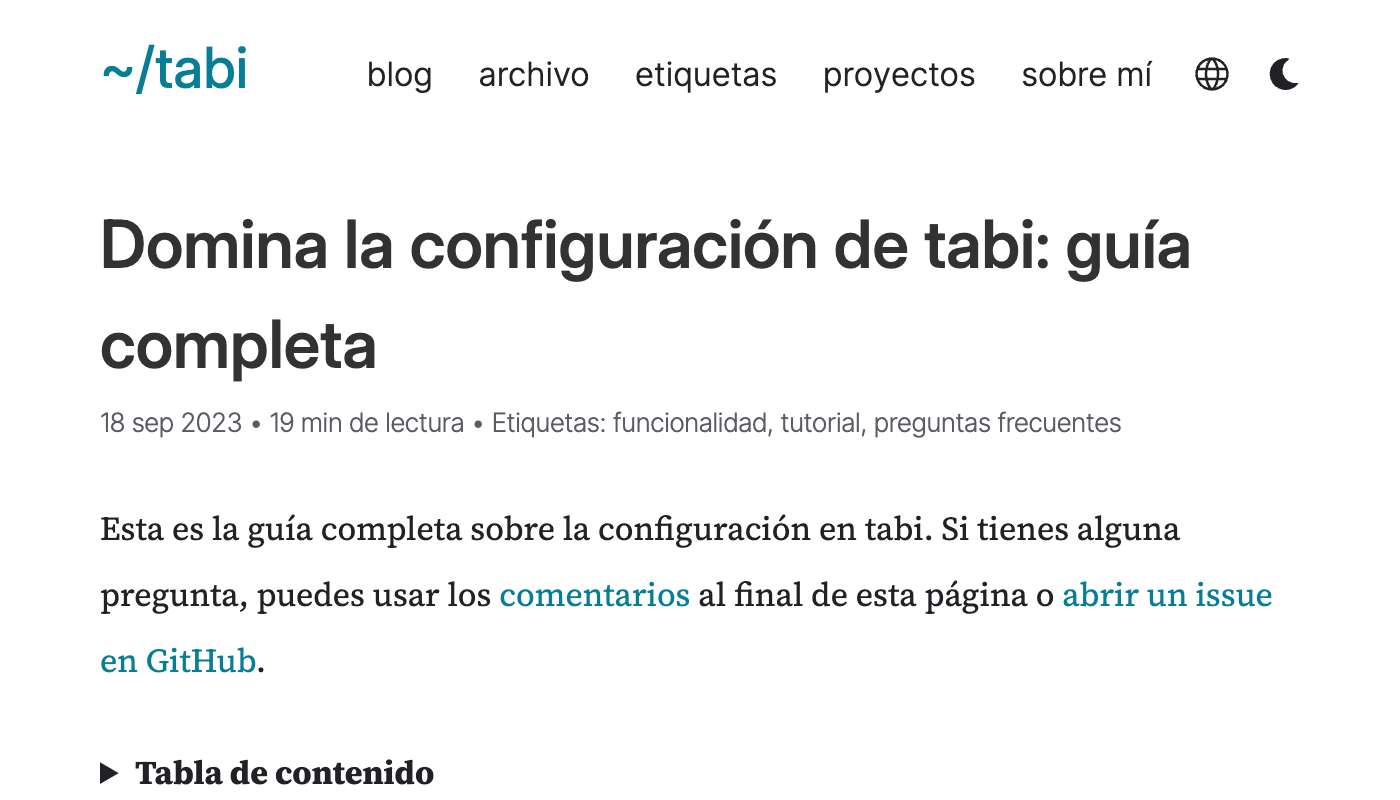 ~/tabi blog archivo etiquetas proyectos sobre mí
Domina la configuración de tabi: guía
completa
18 sep 2023 • 19 min de lectura • Etiquetas: funcionalidad, tutorial, preguntas frecuentes
Esta es la guía completa sobre la configuración en tabi. Si tienes alguna
pregunta, puedes usar los comentarios al final de esta página o abrir un issue
en GitHub.
Tabla de contenido